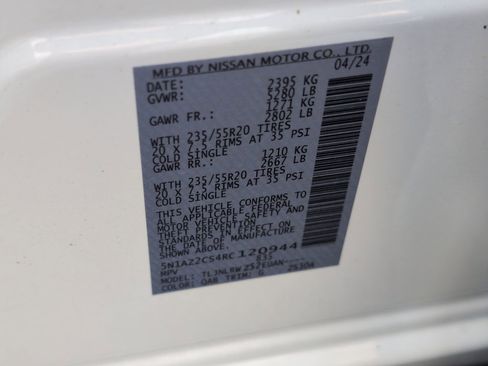 MFD BY NISSAN MOTOR CO., LTD.
DATE: 04/24
GVWR: 2395 KG
5280 LB
GAWR FR.: 1271 KG
2802 LB
WITH 235/55R20 TIRES
20 X 7.5 RIMS AT 35 PSI
COLD SINGLE
GAWR RR.: 1210 KG
2667 LB
WITH 235/55R20 TIRES
20 X 7.5 RIMS AT 35 PSI
COLD SINGLE
THIS VEHICLE CONFORMS TO
ALL APPLICABLE FEDERAL
MOTOR VEHICLE SAFETY AND
STANDARDS IN EFFECT ON
THE DATE OF MANUFACTURE
SHOWN ABOVE.
5N1AZ2CS4RC120944
MPV 835
MODEL:
COLOR: QAB TRIM: G